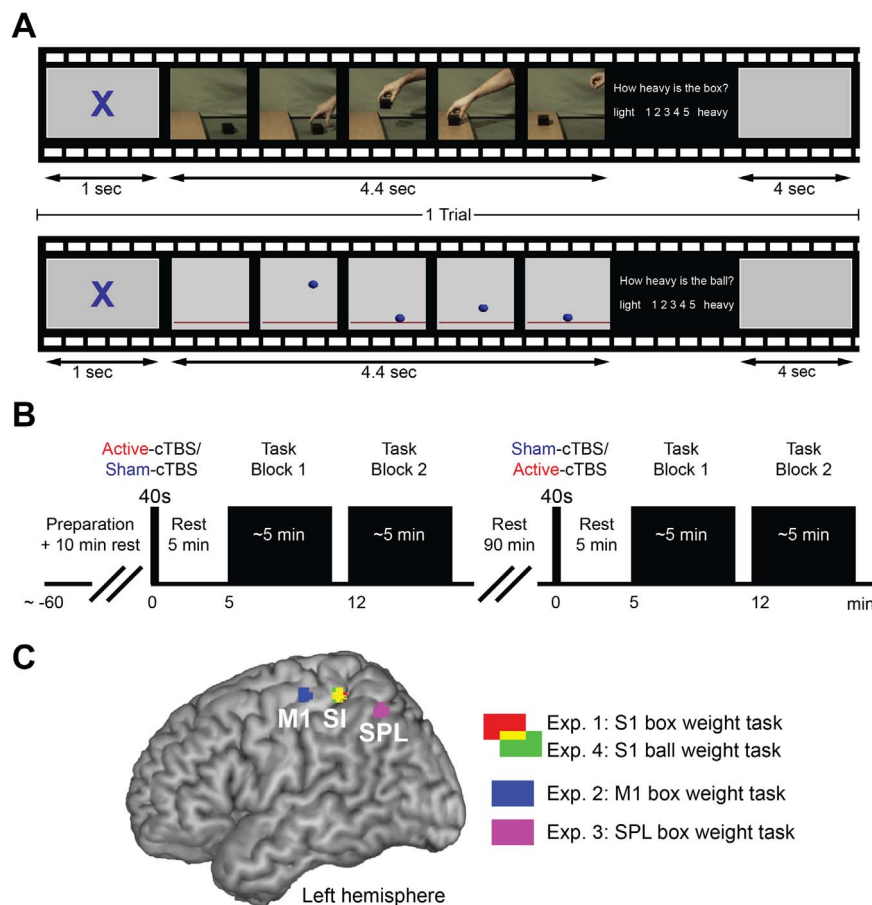 A
X
How heavy is the box?
light 1 2 3 4 5 heavy
1 sec
4.4 sec
4 sec
1 Trial
X
How heavy is the ball?
light 1 2 3 4 5 heavy
1 sec
4.4 sec
4 sec
B
Active-cTBS/
Sham-cTBS
Task
Block 1
Task
Block 2
Sham-cTBS/
Active-cTBS
Task
Block 1
Task
Block 2
40s
40s
Preparation
+ 10 min rest
Rest
5 min
~5 min
~5 min
Rest
90 min
Rest
5 min
~5 min
~5 min
~ -60
0
5
12
0
5
12
min
C
M1
SI
SPL
Exp. 1: S1 box weight task
Exp. 4: S1 ball weight task
Exp. 2: M1 box weight task
Exp. 3: SPL box weight task
Left hemisphere